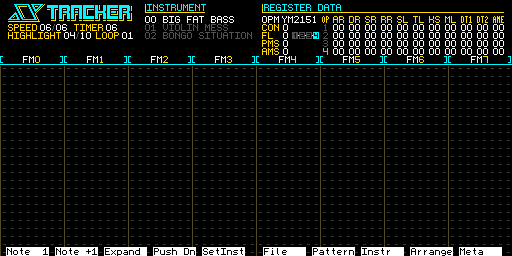 XY TRACKER
SPEED 06/06 TIMER 06
HIGHLIGHT 04/10 LOOP 01
INSTRUMENT
00 BIG FAT BASS
01 VIOLIN MESS
02 BONGO SITUATION
REGISTER DATA
OPM YM2151 OP AR DR SR RR SL TL KS ML DT1 DT2 AME
CON 0 1 00 00 00 00 00 00 00 00 00 00 00
FL 0 2 00 00 00 00 00 00 00 00 00 00 00
PMS 0 3 00 00 00 00 00 00 00 00 00 00 00
AMS 0 4 00 00 00 00 00 00 00 00 00 00 00
FM0 FM1 FM2 FM3 FM4 FM5 FM6 FM7
Note 1 Note +1 Expand Push Dn SetInst File Pattern Instr Arrange Meta